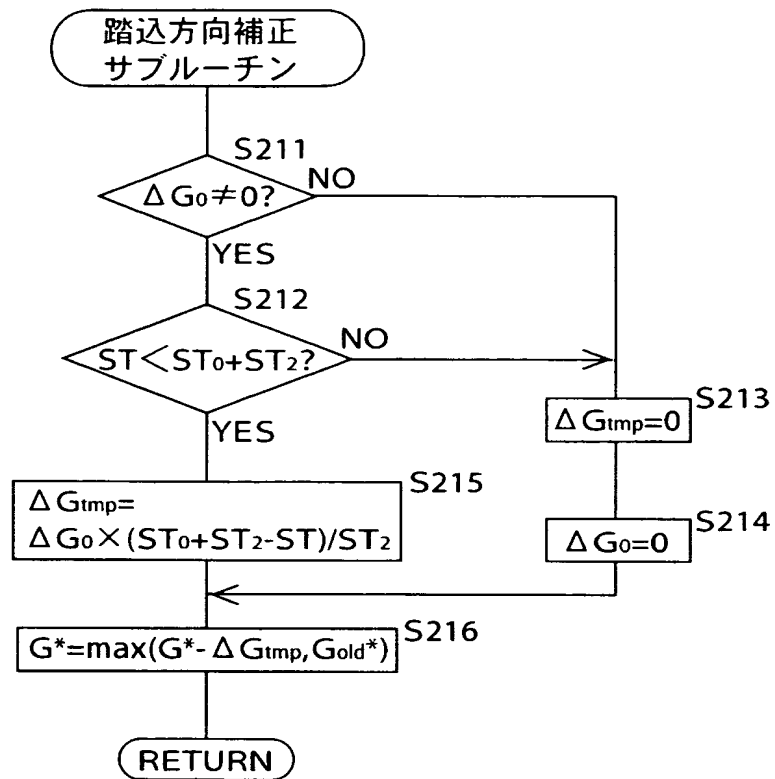 踏込方向補正
サブルーチン
S211
ΔG₀≠0?
NO
YES
S212
ST<ST₀+ST₂?
NO
YES
S213
ΔGtmp=0
S215
ΔGtmp=
ΔG₀×(ST₀+ST₂-ST)/ST₂
S214
ΔG₀=0
S216
G*=max(G*-ΔGtmp,Gold*)
RETURN